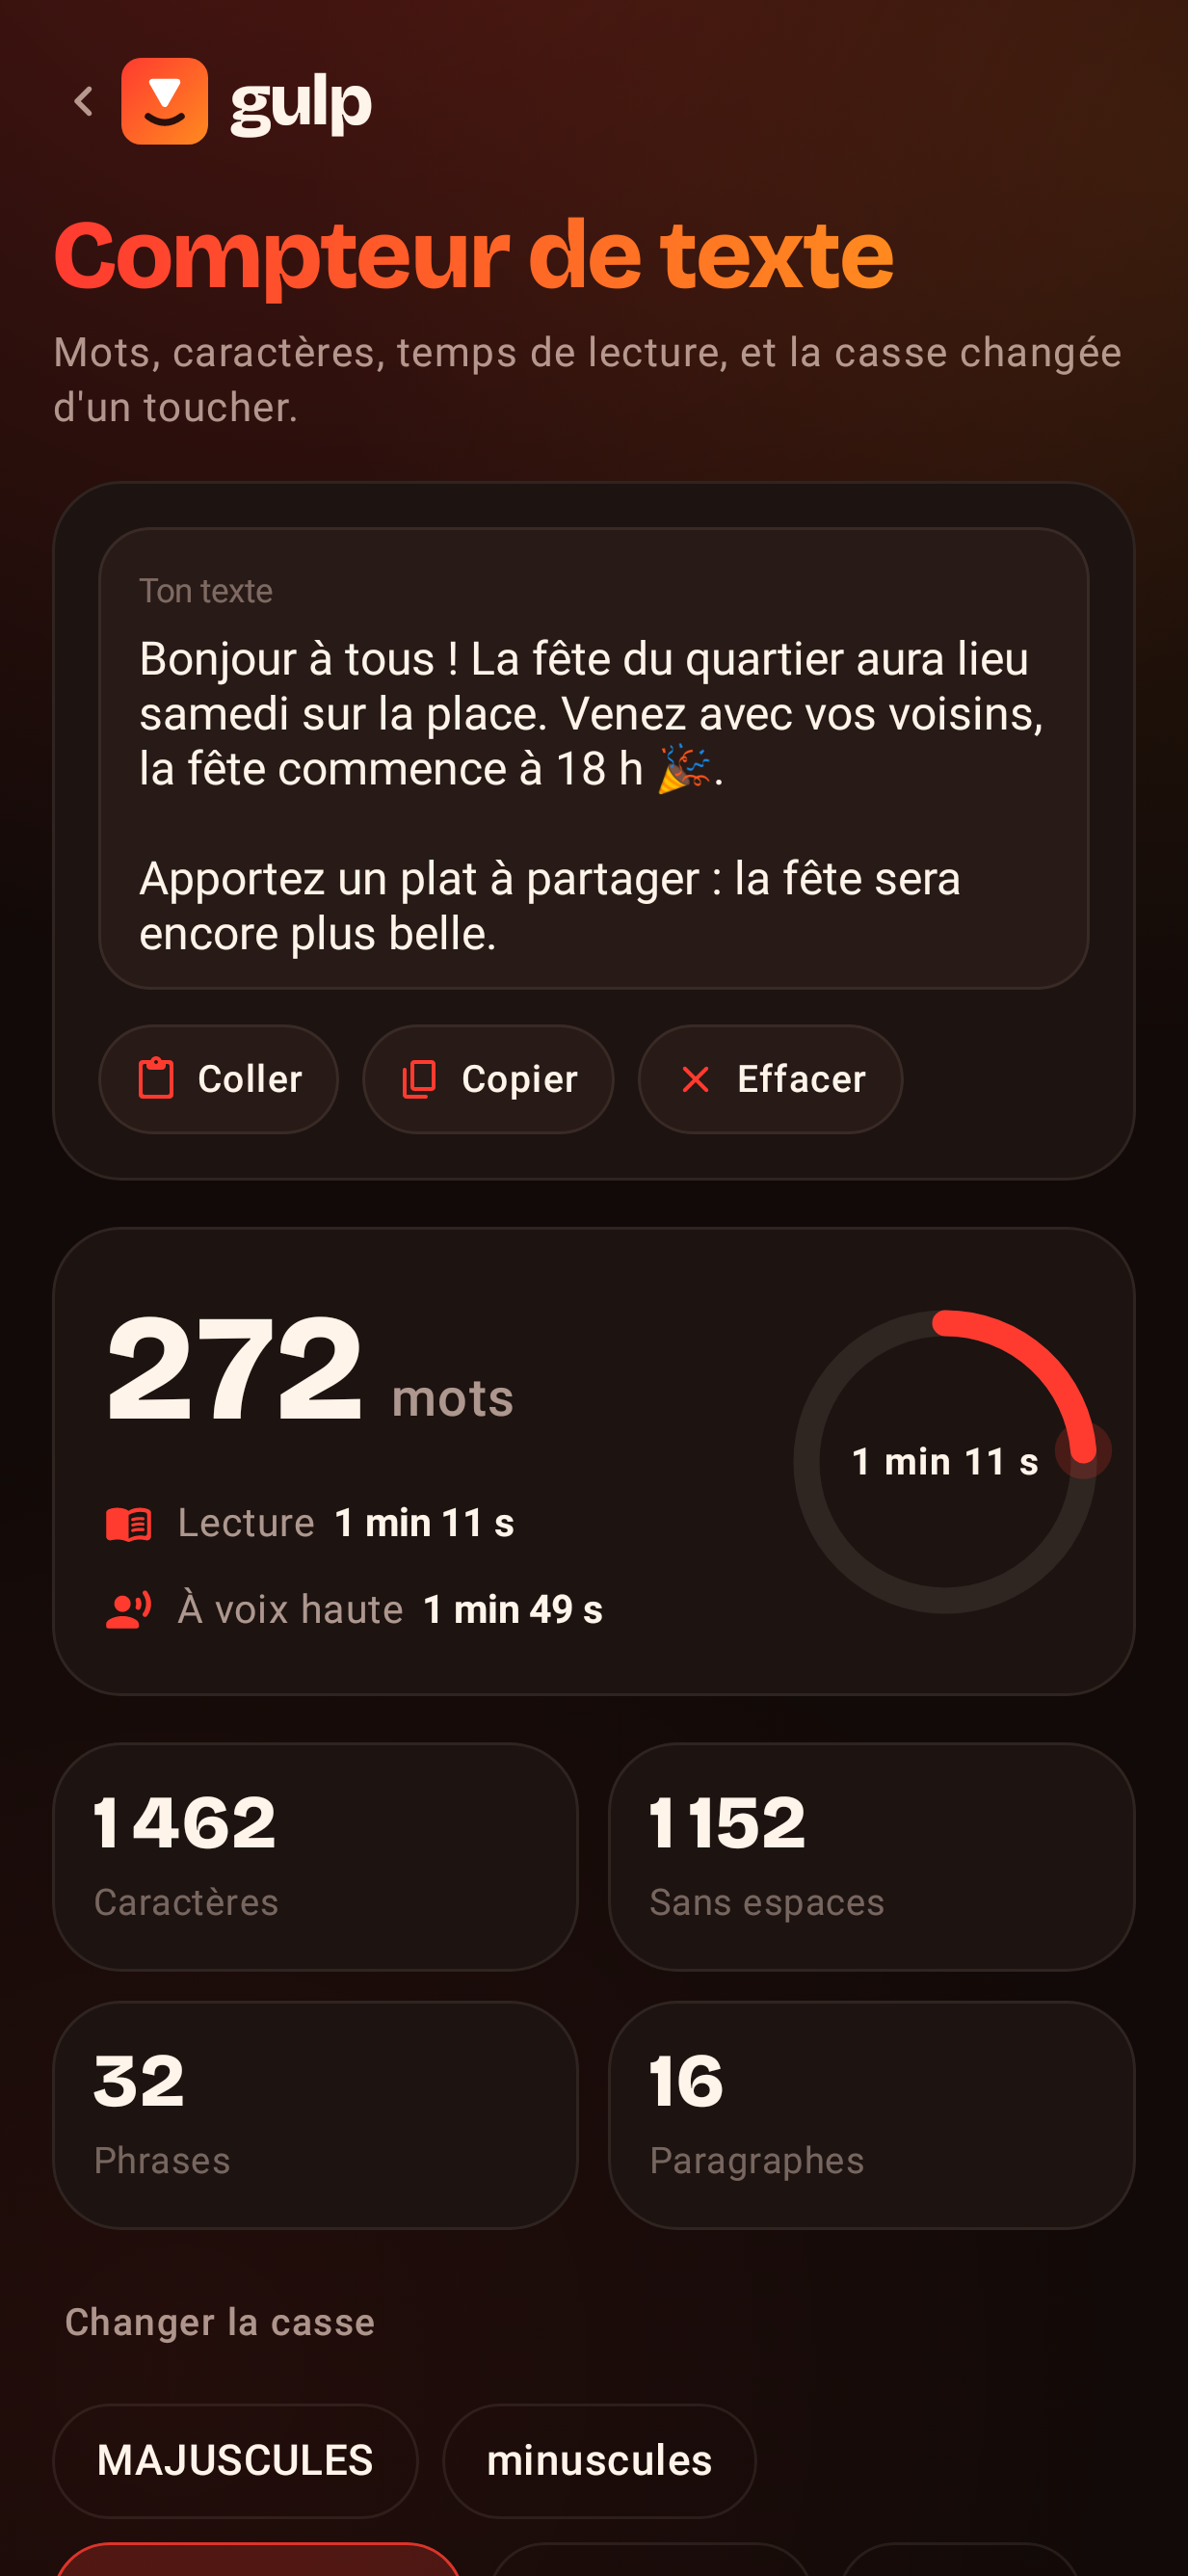 gulp
Compteur de texte
Mots, caractères, temps de lecture, et la casse changée
d'un toucher.
Ton texte
Bonjour à tous ! La fête du quartier aura lieu
samedi sur la place. Venez avec vos voisins,
la fête commence à 18 h 🎉.
Apportez un plat à partager : la fête sera
encore plus belle.
Coller
Copier
Effacer
272 mots
1 min 11 s
Lecture 1 min 11 s
À voix haute 1 min 49 s
1 462
Caractères
1 152
Sans espaces
32
Phrases
16
Paragraphes
Changer la casse
MAJUSCULES
minuscules